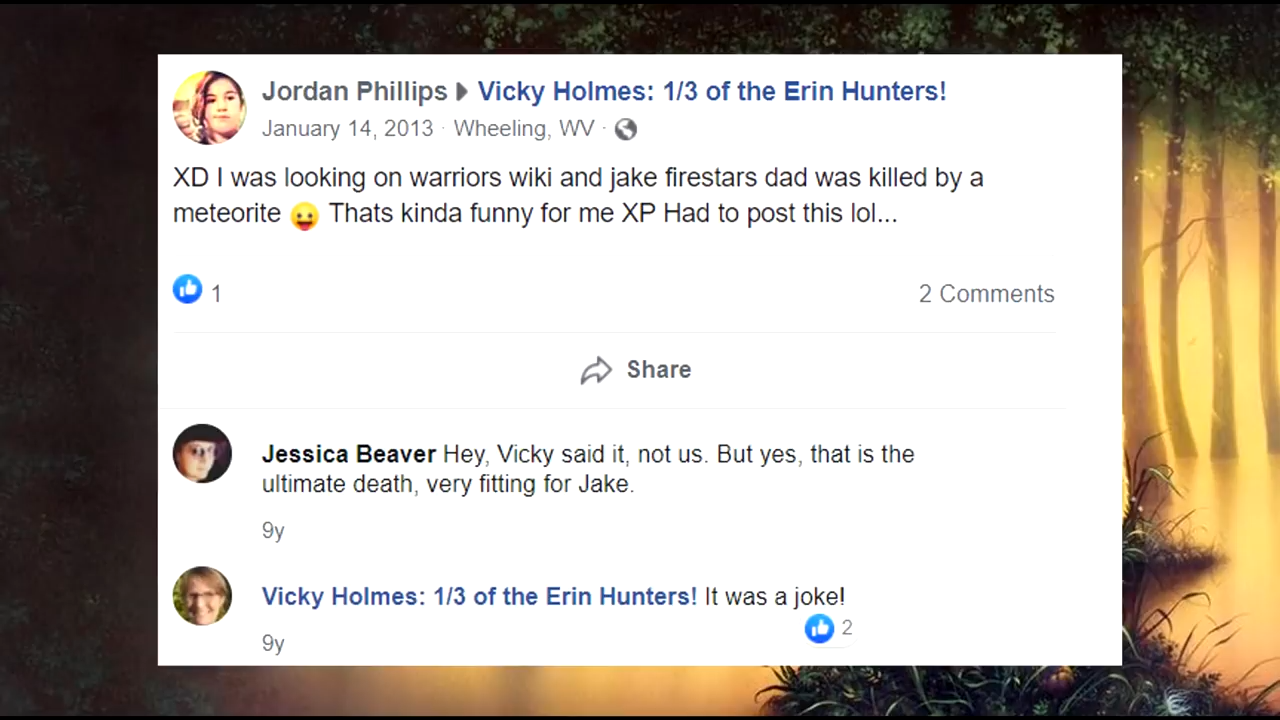 Jordan Phillips ▶ Vicky Holmes: 1/3 of the Erin Hunters!
January 14, 2013 · Wheeling, WV ·
XD I was looking on warriors wiki and jake firestars dad was killed by a
meteorite 😛 Thats kinda funny for me XP Had to post this lol...
1
2 Comments
Share
Jessica Beaver Hey, Vicky said it, not us. But yes, that is the
ultimate death, very fitting for Jake.
9y
Vicky Holmes: 1/3 of the Erin Hunters! It was a joke!
2
9y